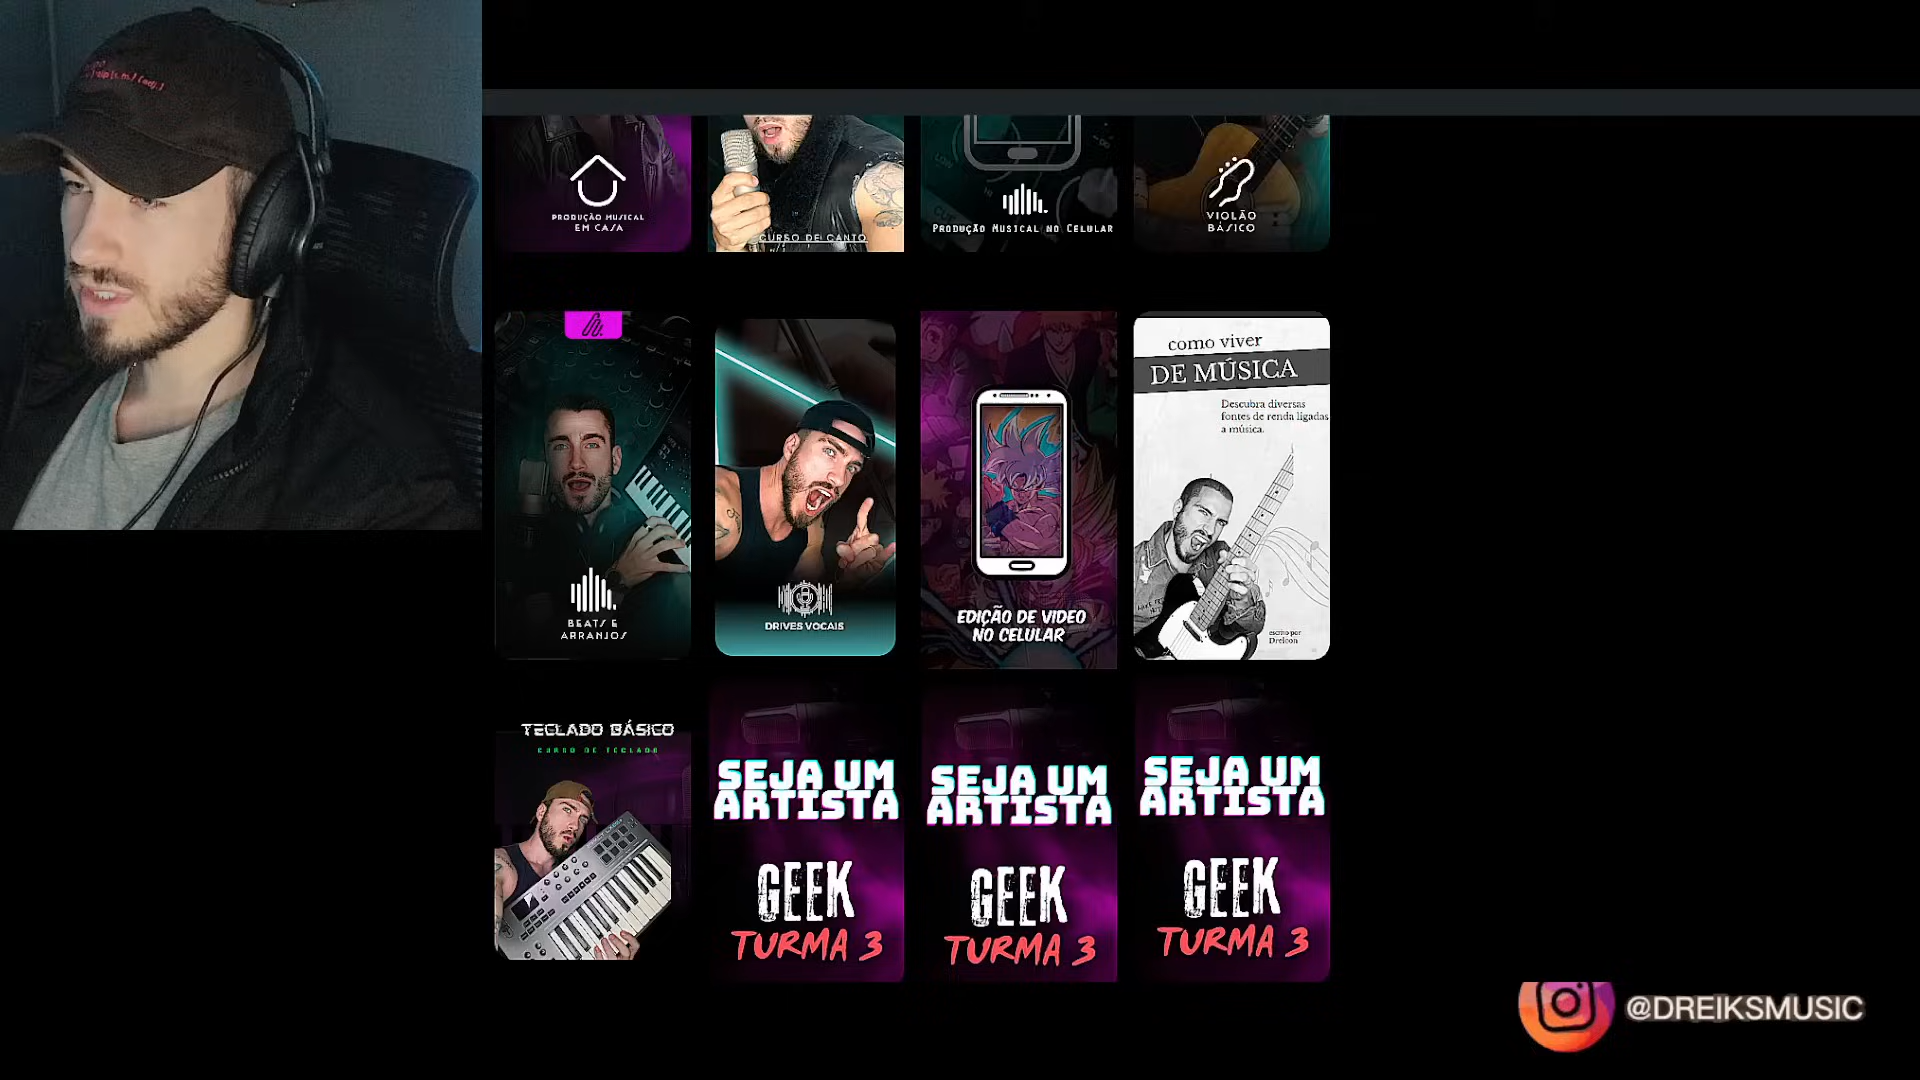 PRODUÇÃO MUSICAL
EM CASA
CURSO DE CANTO
PRODUÇÃO MUSICAL NO CELULAR
VIOLÃO
BÁSICO
BEATS E
ARRANJOS
DRIVES VOCAIS
EDIÇÃO DE VIDEO
NO CELULAR
como viver
DE MÚSICA
Descubra diversas
fontes de renda ligadas
a música.
escrito por
Dreicon
TECLADO BÁSICO
CURSO DE TECLADO
SEJA UM
ARTISTA
GEEK
TURMA 3
SEJA UM
ARTISTA
GEEK
TURMA 3
SEJA UM
ARTISTA
GEEK
TURMA 3
@DREIKSMUSIC